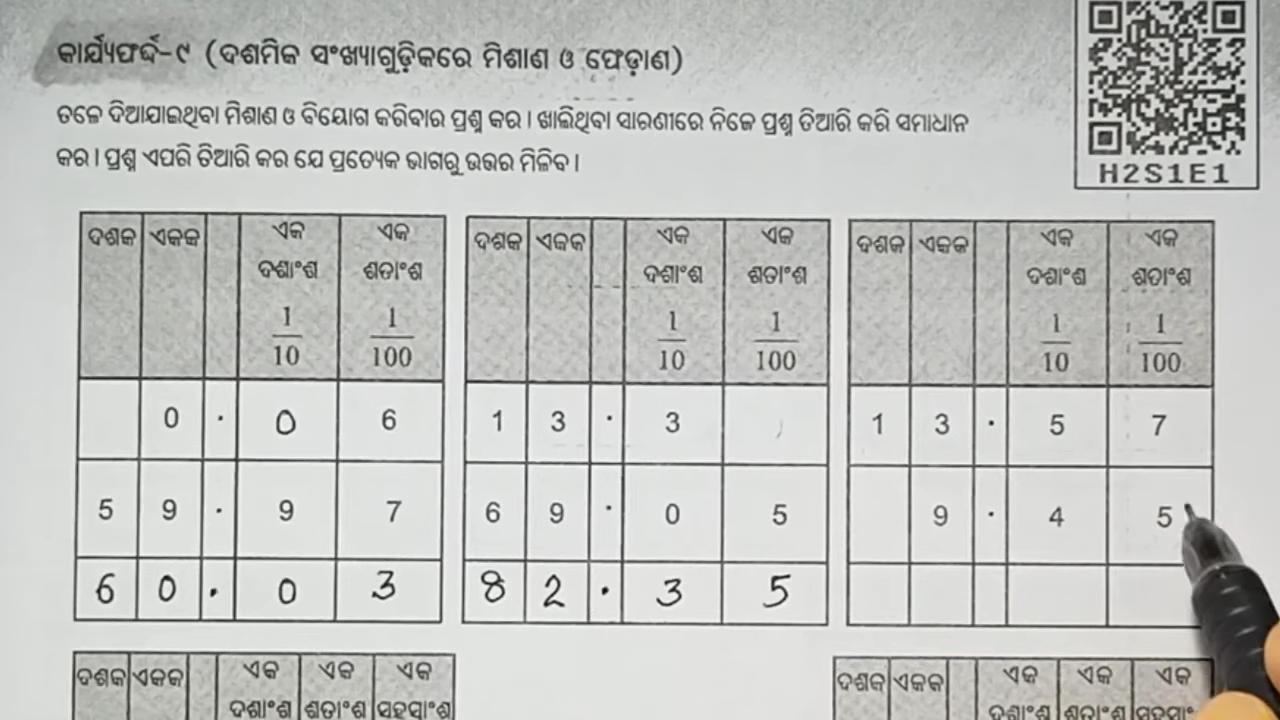 କାର୍ଯ୍ୟଫର୍ଦ୍ଦ-୯ (ଦଶମିକ ସଂଖ୍ୟାଗୁଡ଼ିକରେ ମିଶାଣ ଓ ଫେଡ଼ାଣ)
ତଳେ ଦିଆଯାଇଥିବା ମିଶାଣ ଓ ବିୟୋଗ କରିବାର ପ୍ରଶ୍ନ କର । ଖାଲିଥିବା ସାରଣୀରେ ନିଜେ ପ୍ରଶ୍ନ ତିଆରି କରି ସମାଧାନ
କର । ପ୍ରଶ୍ନ ଏପରି ତିଆରି କର ଯେ ପ୍ରତ୍ୟେକ ଭାଗରୁ ଉତ୍ତର ମିଳିବ ।
H2S1E1
ଦଶକ ଏକକ ଏକ ଏକ
ଦଶାଂଶ ଶତାଂଶ
1/10 1/100
0 . 0 6
5 9 . 9 7
6 0 . 0 3
ଦଶକ ଏକକ ଏକ ଏକ
ଦଶାଂଶ ଶତାଂଶ
1/10 1/100
1 3 . 3
6 9 . 0 5
8 2 . 3 5
ଦଶକ ଏକକ ଏକ ଏକ
ଦଶାଂଶ ଶତାଂଶ
1/10 1/100
1 3 . 5 7
9 . 4 5
ଦଶକ ଏକକ ଏକ ଏକ ଏକ
ଦଶାଂଶ ଶତାଂଶ ସହସ୍ରାଂଶ
ଦଶକ ଏକକ ଏକ ଏକ ଏକ
ଦଶାଂଶ ଶତାଂଶ